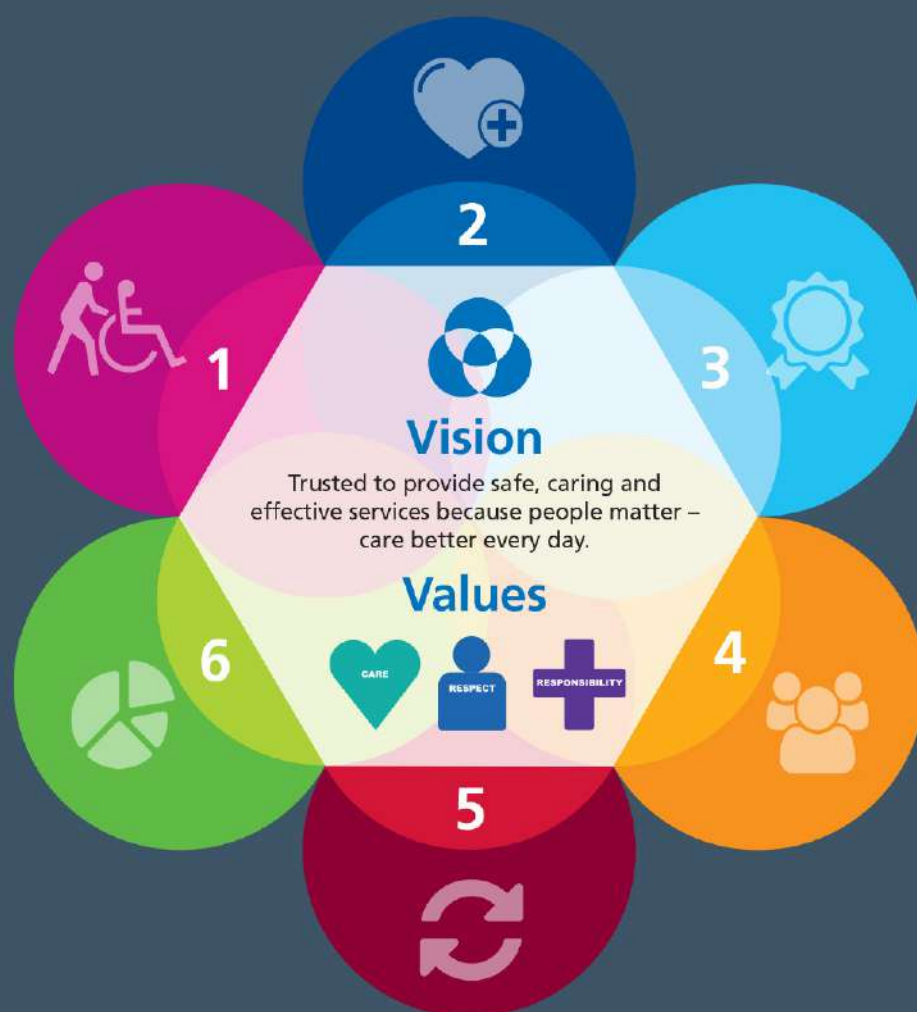 2
1
3
Vision
Trusted to provide safe, caring and
effective services because people matter –
care better every day.
Values
CARE
RESPECT
RESPONSIBILITY
6
4
5